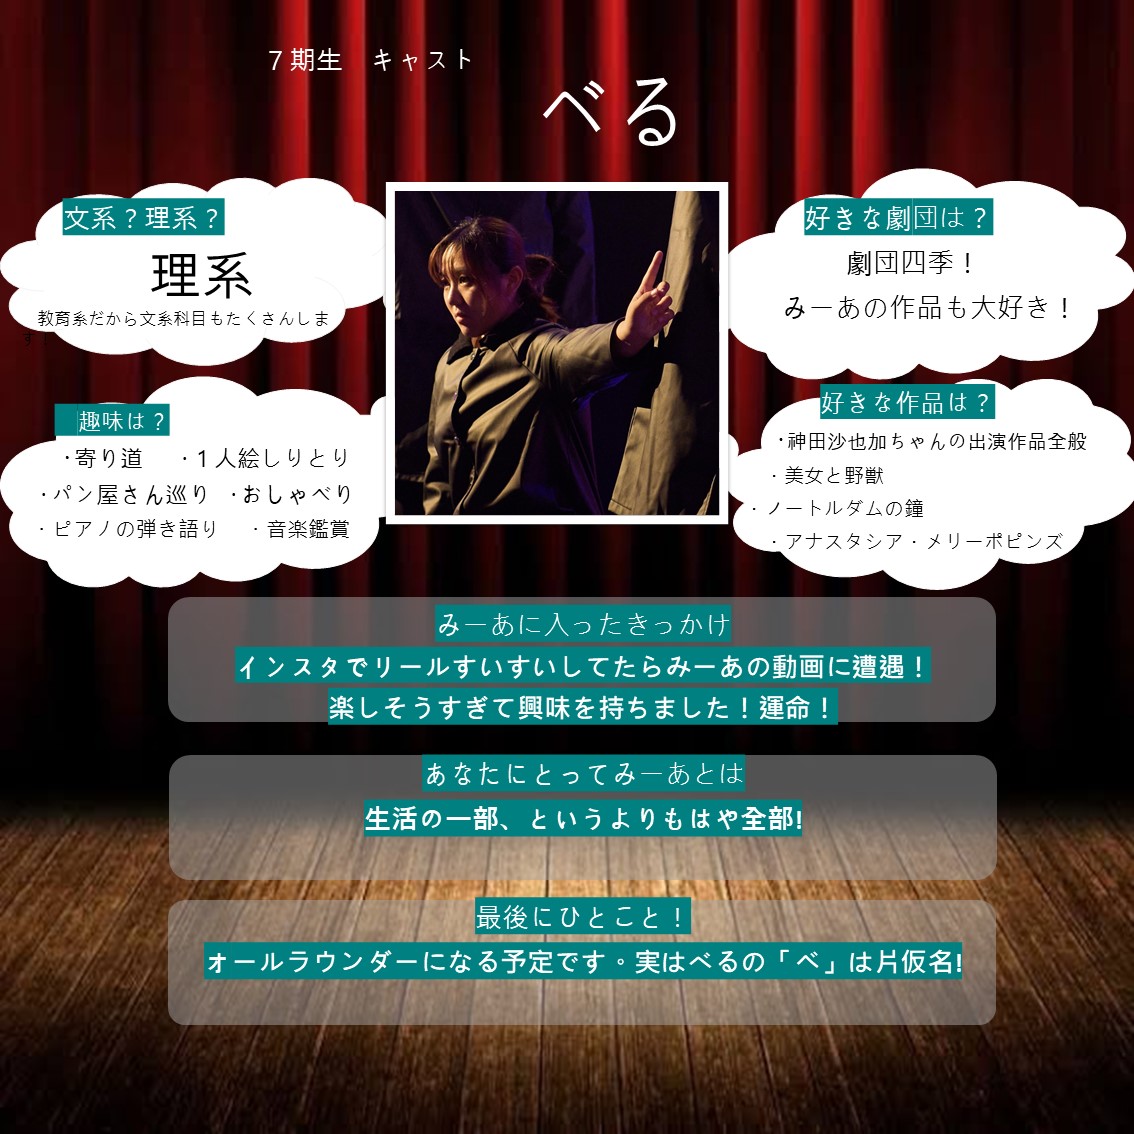 ７期生　キャスト
べる
文系？理系？
理系
教育系だから文系科目もたくさんしま
す
趣味は？
・寄り道　・１人絵しりとり
・パン屋さん巡り　・おしゃべり
・ピアノの弾き語り　・音楽鑑賞
好きな劇団は？
劇団四季！
みーあの作品も大好き！
好きな作品は？
・神田沙也加ちゃんの出演作品全般
・美女と野獣
・ノートルダムの鐘
・アナスタシア・メリーポピンズ
みーあに入ったきっかけ
インスタでリールすいすいしてたらみーあの動画に遭遇！
楽しそうすぎて興味を持ちました！運命！
あなたにとってみーあとは
生活の一部、というよりもはや全部!
最後にひとこと！
オールラウンダーになる予定です。実はべるの「ベ」は片仮名!